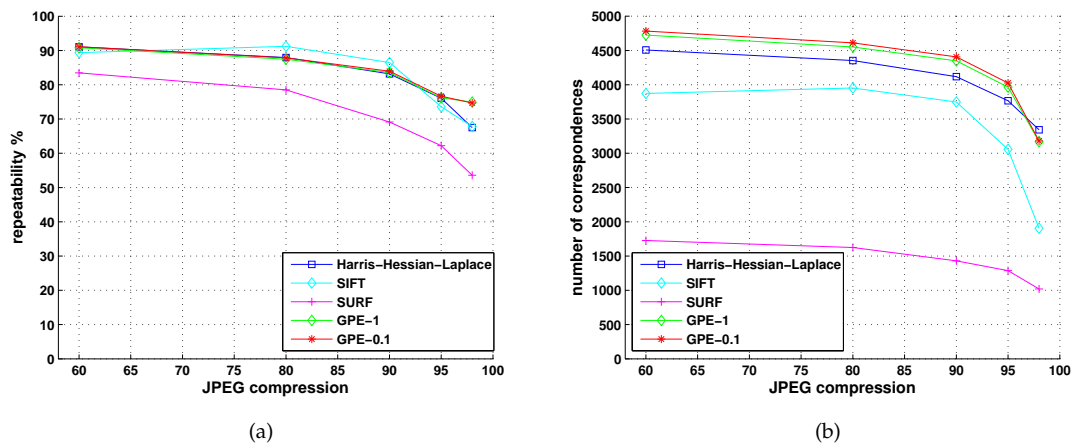 100
90
80
70
60
50
40
30
20
10
0
repeatability %
60 65 70 75 80 85 90 95 100
JPEG compression
Harris−Hessian−Laplace
SIFT
SURF
GPE−1
GPE−0.1
(a)
5000
4500
4000
3500
3000
2500
2000
1500
1000
500
0
number of correspondences
60 65 70 75 80 85 90 95 100
JPEG compression
Harris−Hessian−Laplace
SIFT
SURF
GPE−1
GPE−0.1
(b)